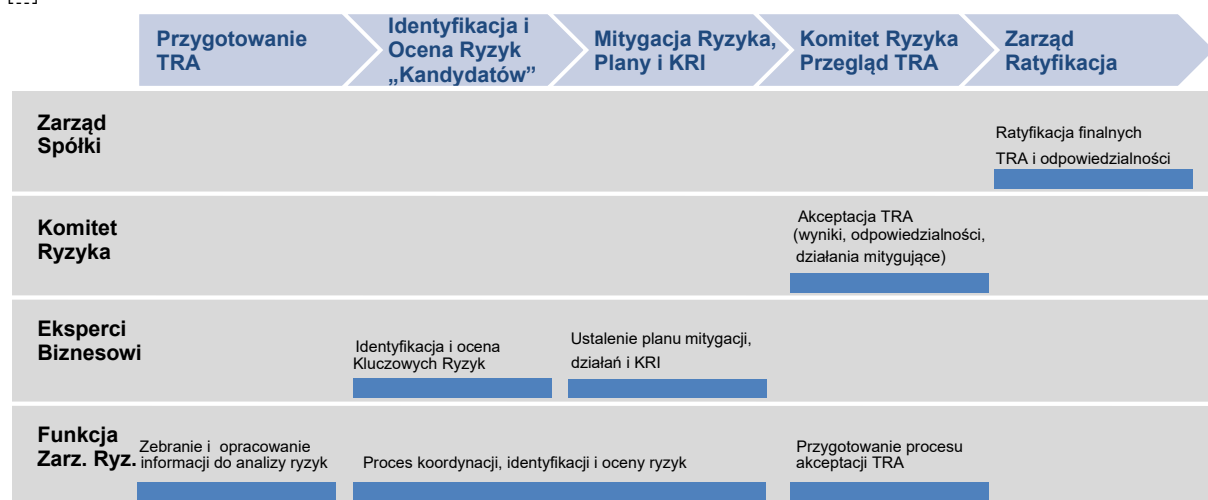 Przygotowanie
TRA
Identyfikacja i
Ocena Ryzyk
„Kandydatów”
Mitygacja Ryzyka,
Plany i KRI
Komitet Ryzyka
Przegląd TRA
Zarząd
Ratyfikacja
Zarząd
Spółki
Ratyfikacja finalnych
TRA i odpowiedzialności
Komitet
Ryzyka
Akceptacja TRA
(wyniki, odpowiedzialności,
działania mitygujące)
Eksperci
Biznesowi
Identyfikacja i ocena
Kluczowych Ryzyk
Ustalenie planu mitygacji,
działań i KRI
Funkcja
Zarz. Ryz.
Zebranie i opracowanie
informacji do analizy ryzyk
Proces koordynacji, identyfikacji i oceny ryzyk
Przygotowanie procesu
akceptacji TRA